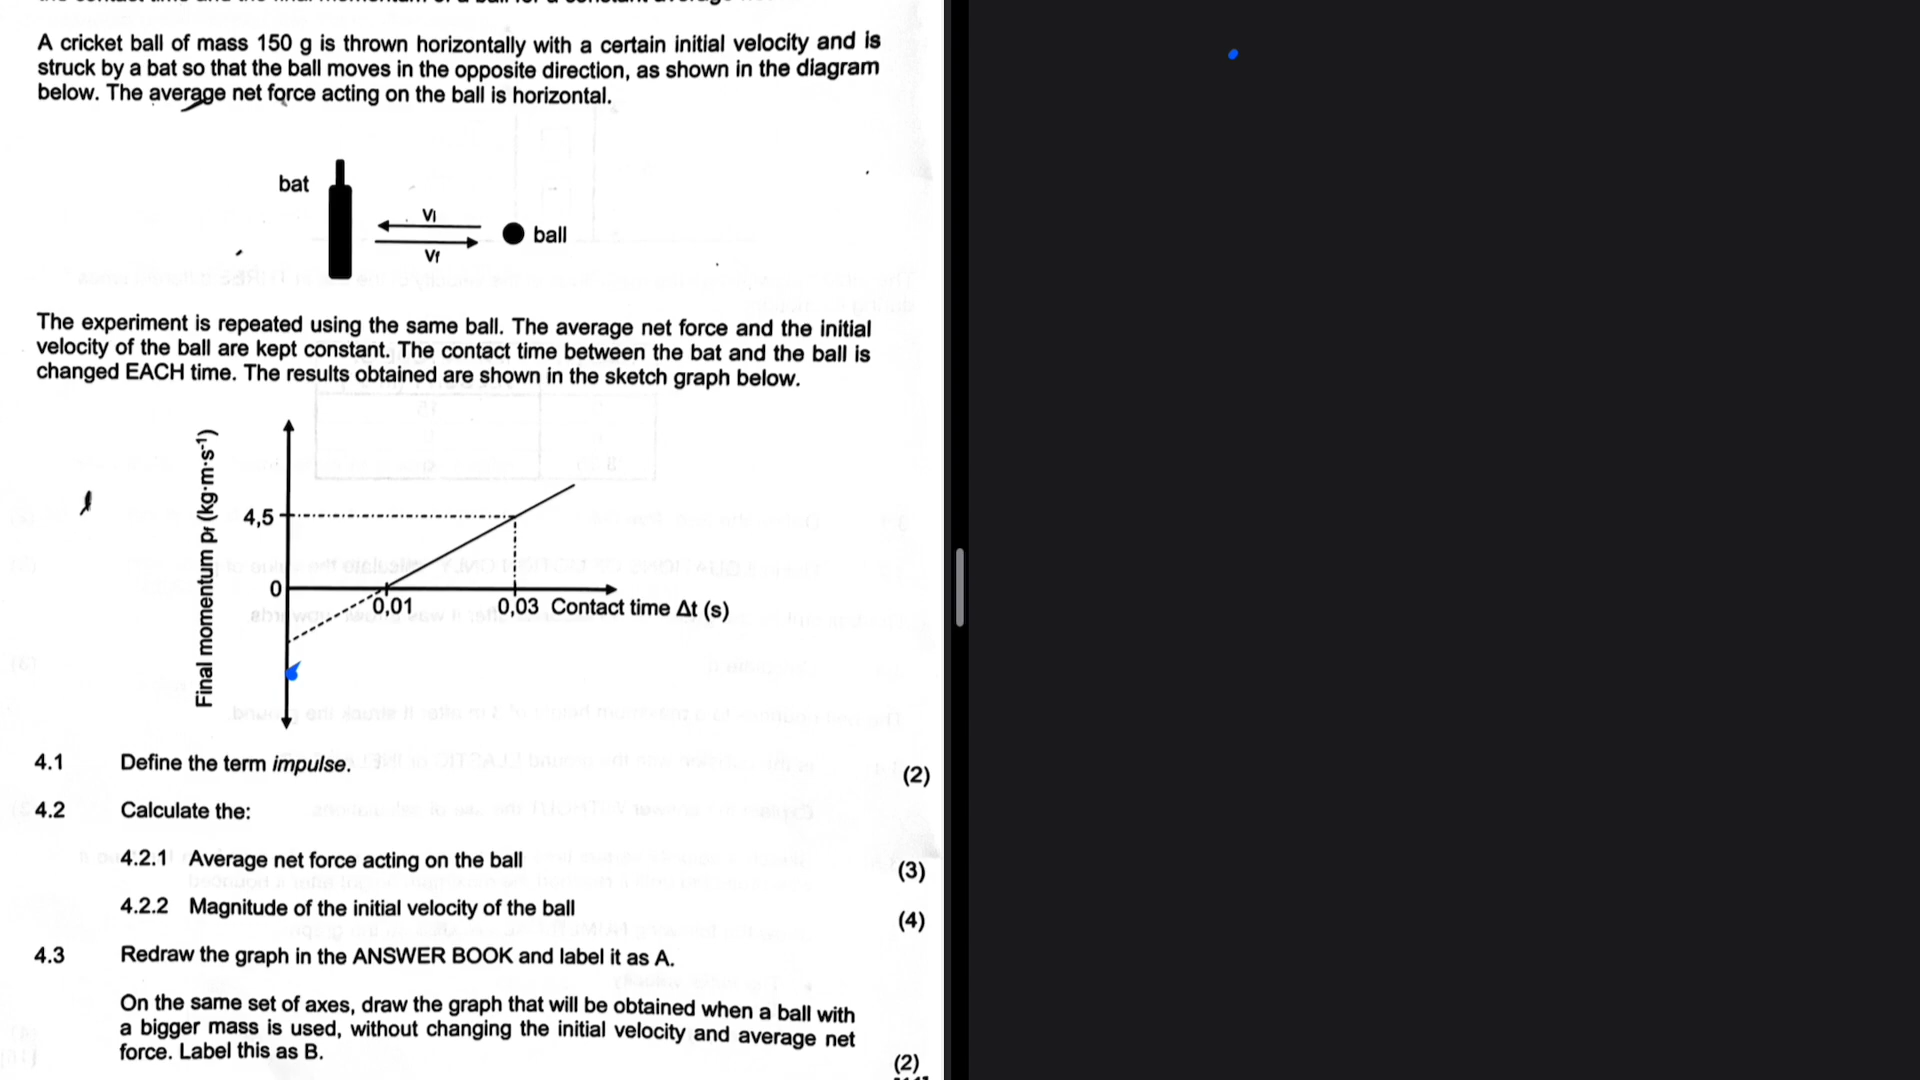 A cricket ball of mass 150 g is thrown horizontally with a certain initial velocity and is
struck by a bat so that the ball moves in the opposite direction, as shown in the diagram
below. The average net force acting on the ball is horizontal.
bat
Vi
ball
Vf
The experiment is repeated using the same ball. The average net force and the initial
velocity of the ball are kept constant. The contact time between the bat and the ball is
changed EACH time. The results obtained are shown in the sketch graph below.
Final momentum pf (kg·m·s-1)
4,5
0
0,01
0,03 Contact time Δt (s)
4.1 Define the term impulse. (2)
4.2 Calculate the:
4.2.1 Average net force acting on the ball (3)
4.2.2 Magnitude of the initial velocity of the ball (4)
4.3 Redraw the graph in the ANSWER BOOK and label it as A.
On the same set of axes, draw the graph that will be obtained when a ball with
a bigger mass is used, without changing the initial velocity and average net
force. Label this as B. (2)